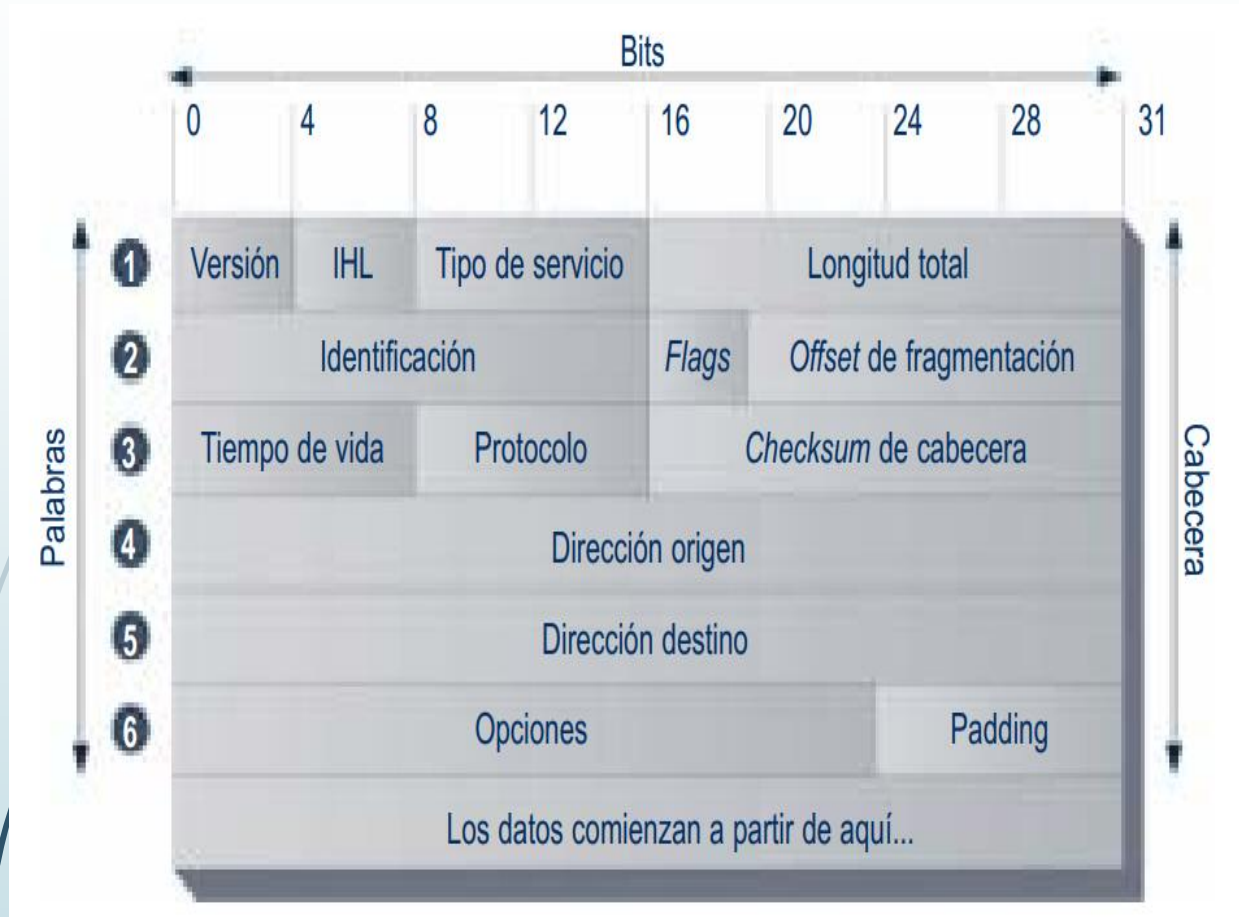 Bits
0 4 8 12 16 20 24 28 31
1 Versión IHL Tipo de servicio Longitud total
2 Identificación Flags Offset de fragmentación
3 Tiempo de vida Protocolo Checksum de cabecera
4 Dirección origen
5 Dirección destino
6 Opciones Padding
Los datos comienzan a partir de aquí...
Palabras
Cabecera